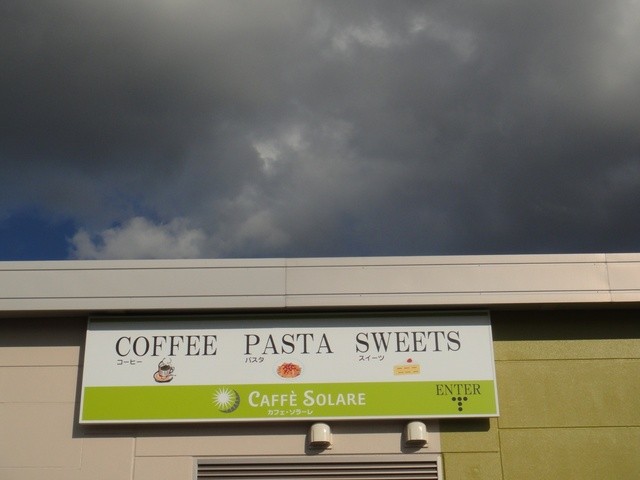 COFFEE PASTA SWEETS
コーヒー パスタ スイーツ
CAFFÈ SOLARE ENTER
カフェ・ソラーレ